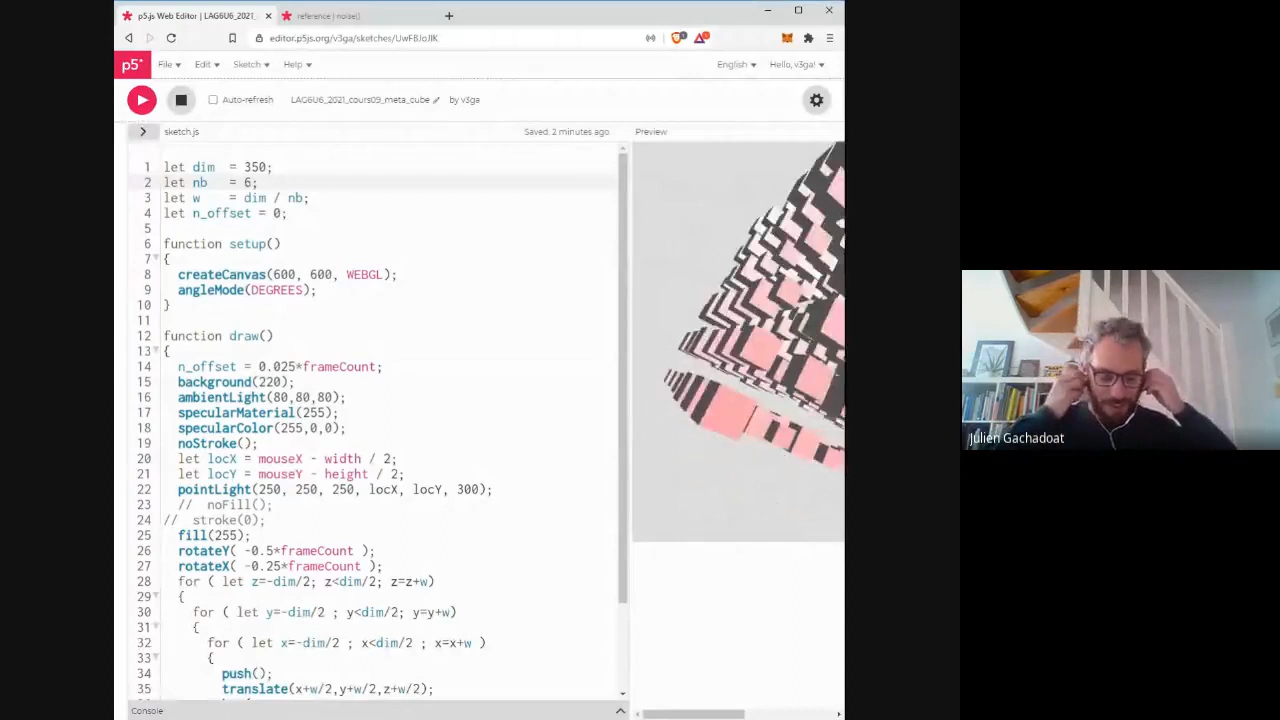 p5.js Web Editor | LAG6U6_2021_
reference | noise()
editor.p5js.org/v3ga/sketches/UwFBJoJlK
p5*
File
Edit
Sketch
Help
English
Hello, v3ga!
Auto-refresh
LAG6U6_2021_cours09_meta_cube
by v3ga
sketch.js
Saved: 2 minutes ago
Preview
1 let dim  = 350;
2 let nb   = 6;
3 let w    = dim / nb;
4 let n_offset = 0;
5
6 function setup()
7 {
8   createCanvas(600, 600, WEBGL);
9   angleMode(DEGREES);
10 }
11
12 function draw()
13 {
14   n_offset = 0.025*frameCount;
15   background(220);
16   ambientLight(80,80,80);
17   specularMaterial(255);
18   specularColor(255,0,0);
19   noStroke();
20   let locX = mouseX - width / 2;
21   let locY = mouseY - height / 2;
22   pointLight(250, 250, 250, locX, locY, 300);
23   //  noFill();
24 //  stroke(0);
25   fill(255);
26   rotateY( -0.5*frameCount );
27   rotateX( -0.25*frameCount );
28   for ( let z=-dim/2; z<dim/2; z=z+w)
29   {
30     for ( let y=-dim/2 ; y<dim/2; y=y+w)
31     {
32       for ( let x=-dim/2 ; x<dim/2 ; x=x+w )
33       {
34         push();
35         translate(x+w/2,y+w/2,z+w/2);
Console
Julien Gachadoat